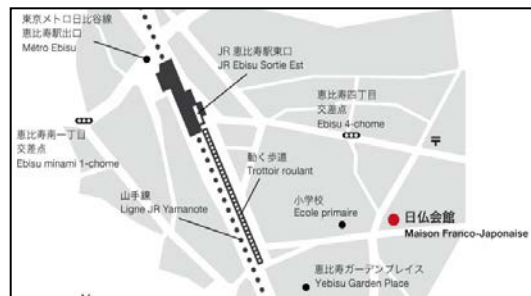 東京メトロ日比谷線
恵比寿駅出口
Métro Ebisu
JR 恵比寿駅東口
JR Ebisu Sortie Est
恵比寿四丁目
交差点
Ebisu 4-chome
恵比寿南一丁目
交差点
Ebisu minami 1-chome
動く歩道
Trottoir roulant
〒
山手線
Ligne JR Yamanote
小学校
Ecole primaire
日仏会館
Maison Franco-Japonaise
恵比寿ガーデンプレイス
Yebisu Garden Place